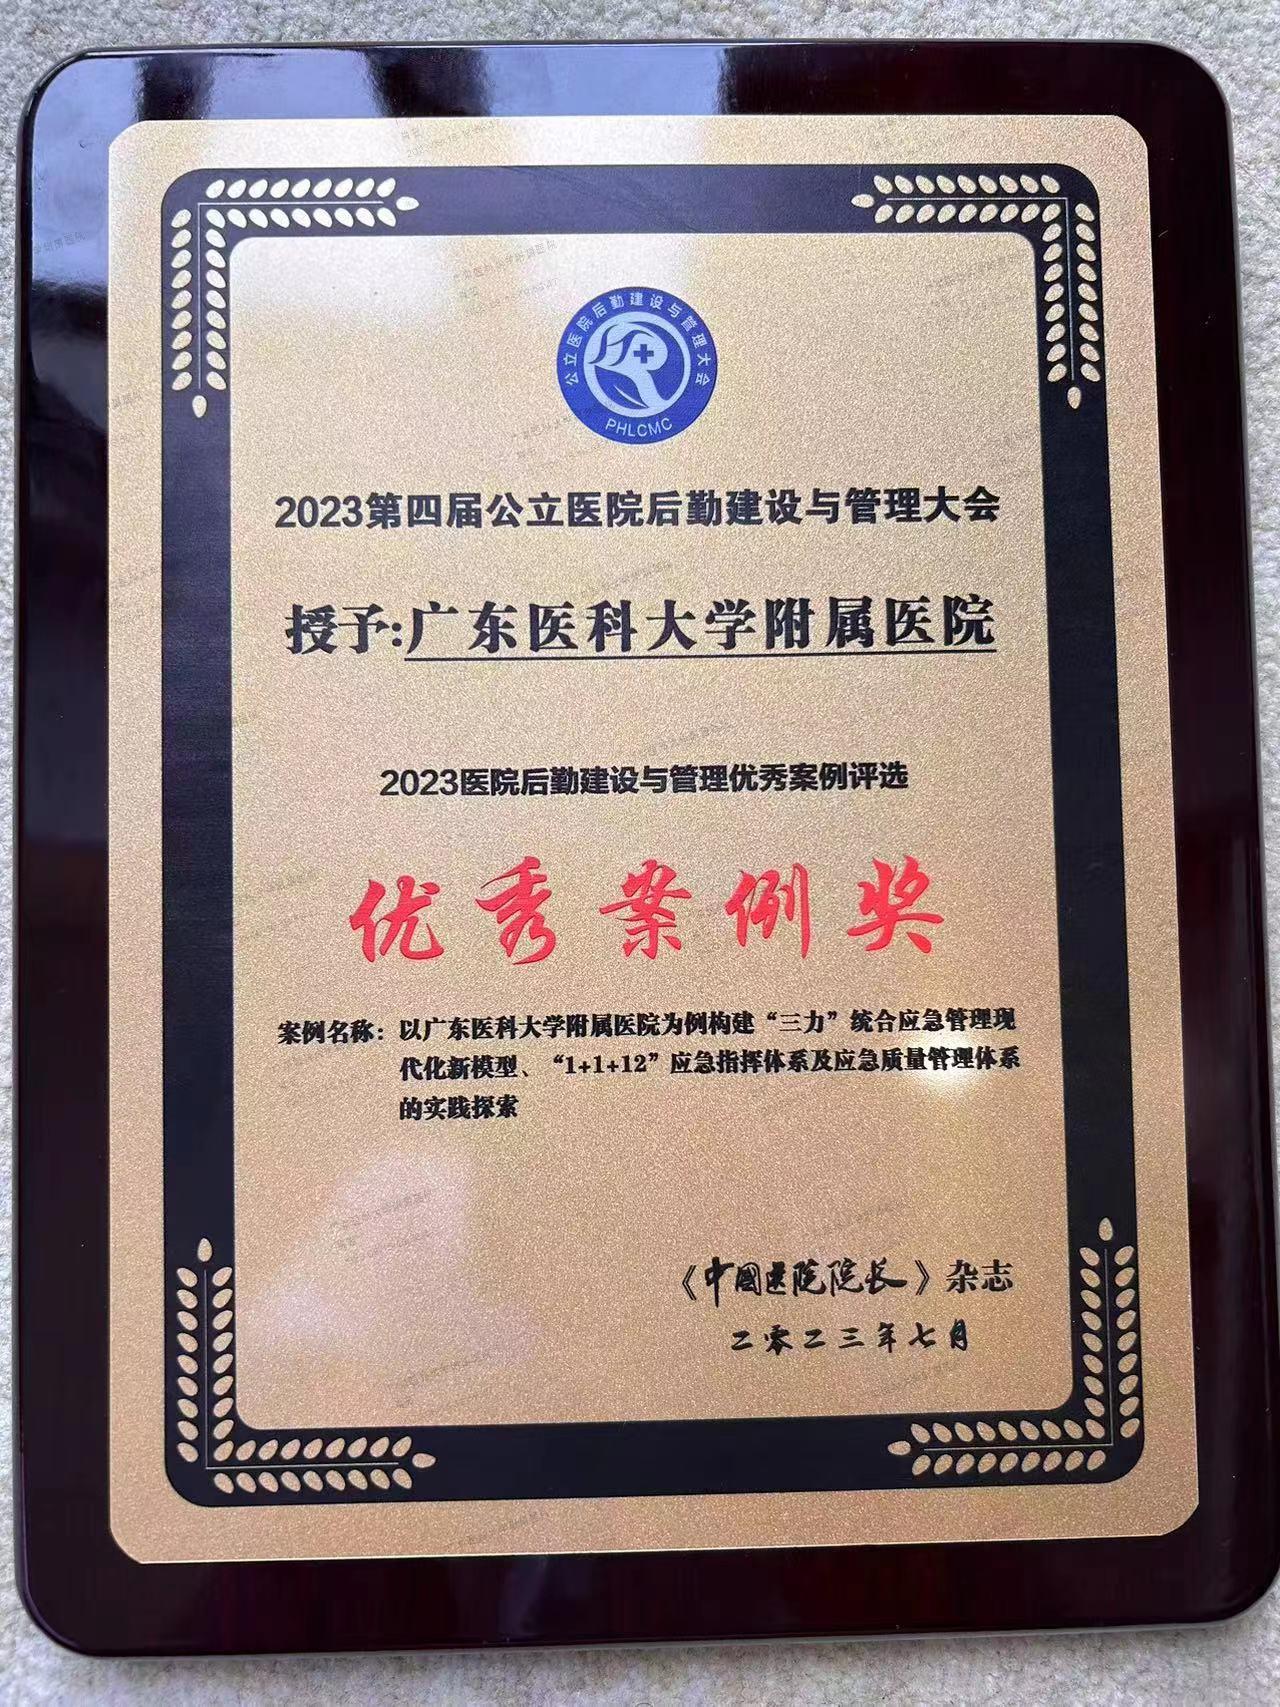 公立医院后勤建设与管理大会
PHLCMC
2023第四届公立医院后勤建设与管理大会
授予:广东医科大学附属医院
2023医院后勤建设与管理优秀案例评选
优秀案例奖
案例名称：以广东医科大学附属医院为例构建“三力”统合应急管理现
代化新模型、“1+1+12”应急指挥体系及应急质量管理体系
的实践探索
《中国医院院长》杂志
二零二三年七月